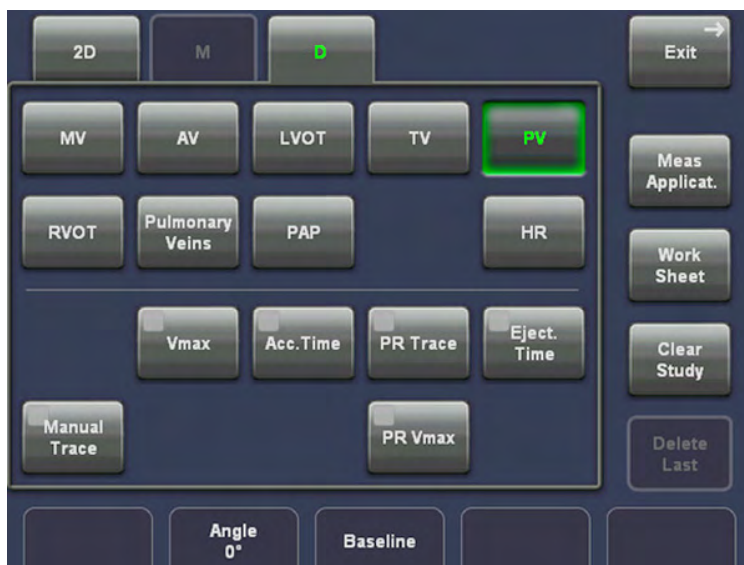 2D
M
D
Exit
MV
AV
LVOT
TV
PV
Meas
Applicat.
RVOT
Pulmonary
Veins
PAP
HR
Work
Sheet
Vmax
Acc.Time
PR Trace
Eject.
Time
Clear
Study
Manual
Trace
PR Vmax
Delete
Last
Angle
0°
Baseline